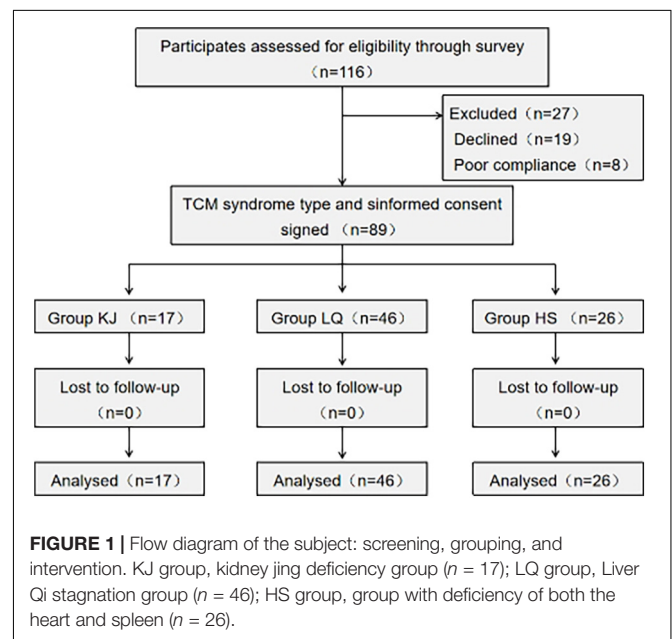 Participates assessed for eligibility through survey
（n=116）
Excluded（n=27）
Declined（n=19）
Poor compliance（n=8）
TCM syndrome type and sinformed consent
signed （n=89）
Group KJ （n=17）
Group LQ（n=46）
Group HS（n=26）
Lost to follow-up
（n=0）
Lost to follow-up
（n=0）
Lost to follow-up
（n=0）
Analysed（n=17）
Analysed（n=46）
Analysed（n=26）
FIGURE 1 | Flow diagram of the subject: screening, grouping, and
intervention. KJ group, kidney jing deficiency group (n = 17); LQ group, Liver
Qi stagnation group (n = 46); HS group, group with deficiency of both the
heart and spleen (n = 26).